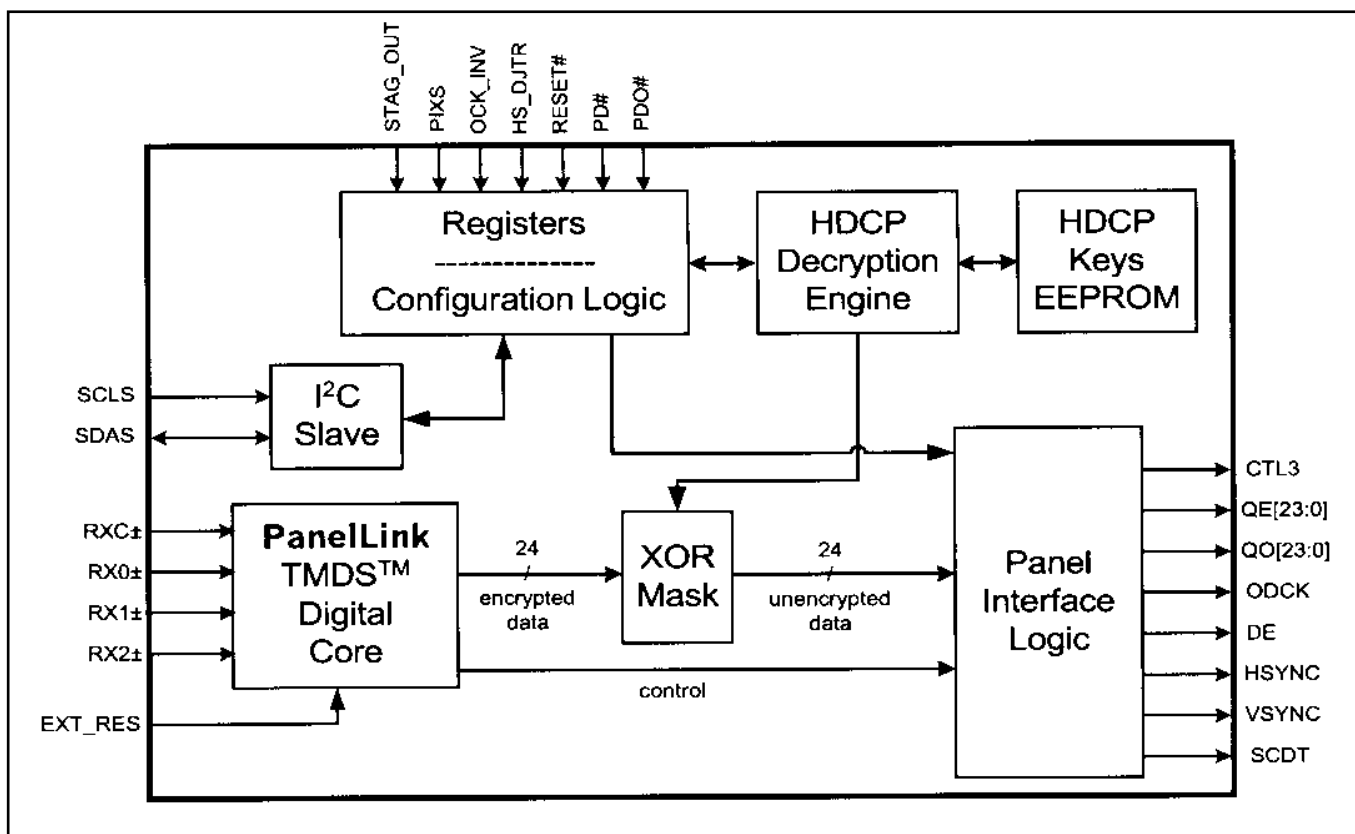 STAG_OUT
PIXS
OCK_INV
HS_DJTR
RESET#
PD#
PDO#
Registers
---------------
Configuration Logic
HDCP
Decryption
Engine
HDCP
Keys
EEPROM
SCLS
SDAS
I²C
Slave
RXC±
RX0±
RX1±
RX2±
EXT_RES
PanelLink
TMDS™
Digital
Core
24
encrypted
data
control
XOR
Mask
24
unencrypted
data
Panel
Interface
Logic
CTL3
QE[23:0]
QO[23:0]
ODCK
DE
HSYNC
VSYNC
SCDT